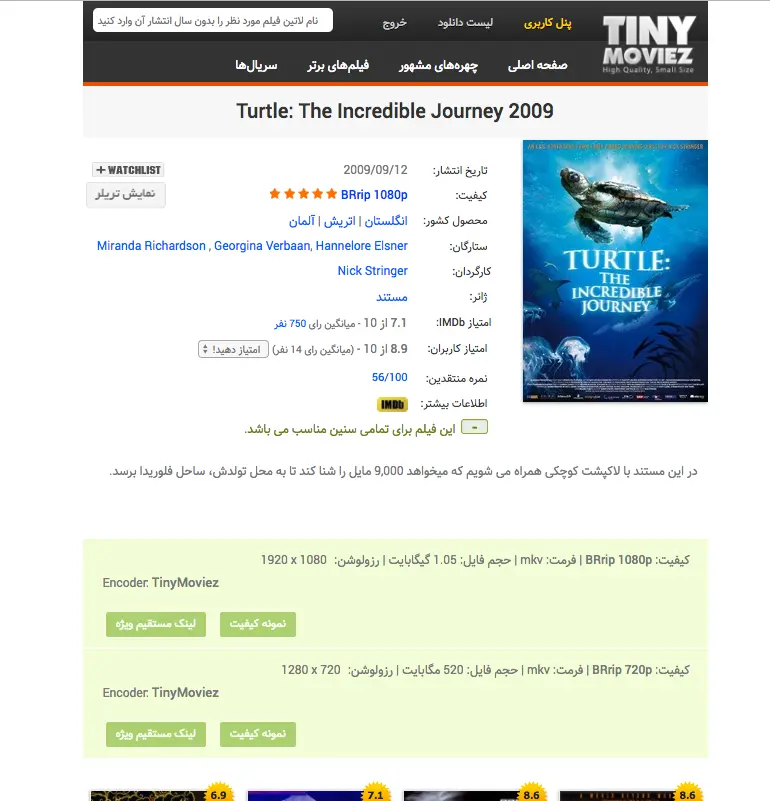 TINY
MOVIEZ
High Quality, Small Size
پنل کاربری
لیست دانلود
خروج
نام لاتین فیلم مورد نظر را بدون سال انتشار آن وارد کنید
صفحه اصلی
چهره‌های مشهور
فیلم‌های برتر
سریال‌ها
Turtle: The Incredible Journey 2009
TURTLE:
THE
INCREDIBLE
JOURNEY
تاریخ انتشار: 2009/09/12
+ WATCHLIST
کیفیت: BRrip 1080p
نمایش تریلر
محصول کشور: انگلستان | اتریش | آلمان
ستارگان: Miranda Richardson , Georgina Verbaan, Hannelore Elsner
کارگردان: Nick Stringer
ژانر: مستند
امتیاز IMDb: 7.1 از 10 - میانگین رای 750 نفر
امتیاز کاربران: 8.9 از 10 - (میانگین رای 14 نفر) امتیاز دهید!
نمره منتقدین: 56/100
اطلاعات بیشتر: IMDb
- این فیلم برای تمامی سنین مناسب می باشد.
در این مستند با لاکپشت کوچکی همراه می شویم که میخواهد 9,000 مایل را شنا کند تا به محل تولدش، ساحل فلوریدا برسد.
کیفیت: BRrip 1080p | فرمت: mkv | حجم فایل: 1.05 گیگابایت | رزولوشن: 1920 x 1080
Encoder: TinyMoviez
نمونه کیفیت
لینک مستقیم ویژه
کیفیت: BRrip 720p | فرمت: mkv | حجم فایل: 520 مگابایت | رزولوشن: 1280 x 720
Encoder: TinyMoviez
نمونه کیفیت
لینک مستقیم ویژه
6.9
7.1
8.6
8.6